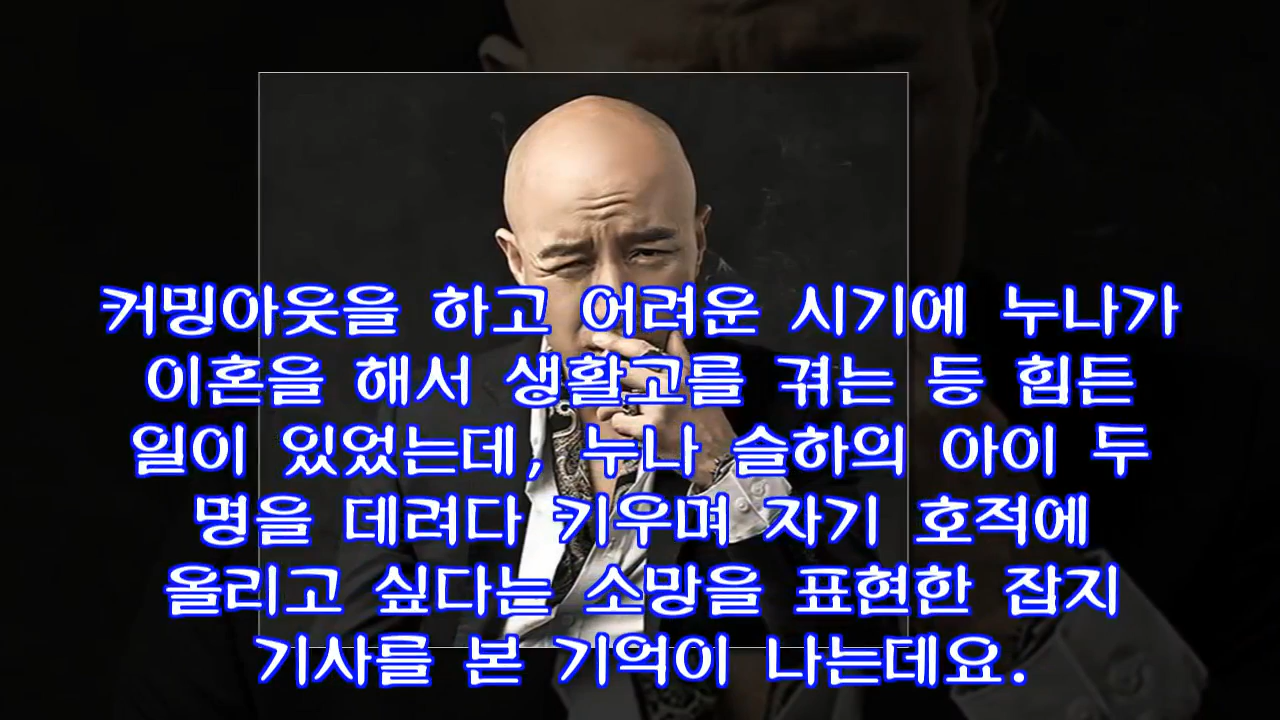 커밍아웃을 하고 어려운 시기에 누나가
이혼을 해서 생활고를 겪는 등 힘든
일이 있었는데, 누나 슬하의 아이 두
명을 데려다 키우며 자기 호적에
올리고 싶다는 소망을 표현한 잡지
기사를 본 기억이 나는데요.